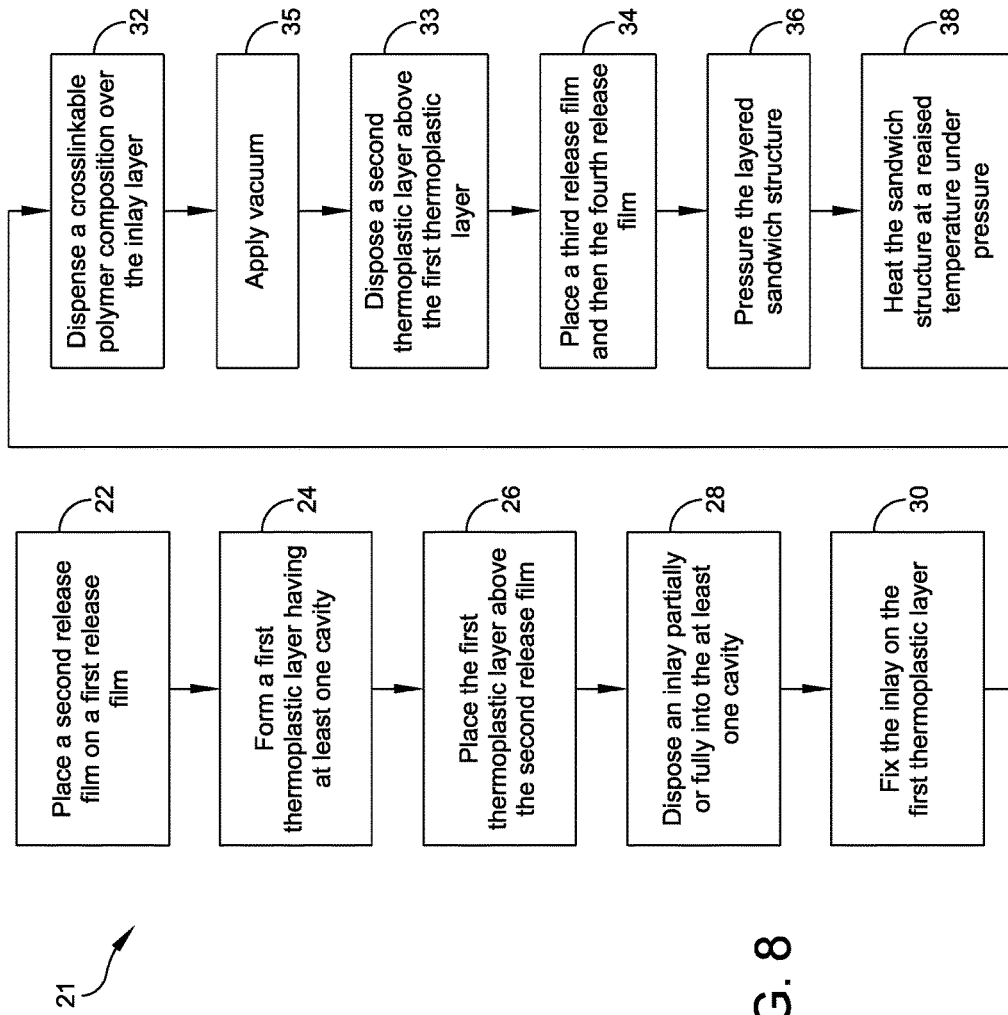 21
22
Place a second release
film on a first release
film
24
Form a first
thermoplastic layer having
at least one cavity
26
Place the first
thermoplastic layer above
the second release film
28
Dispose an inlay partially
or fully into the at least
one cavity
30
Fix the inlay on the
first thermoplastic layer
32
Dispense a crosslinkable
polymer composition over
the inlay layer
35
Apply vacuum
33
Dispose a second
thermoplastic layer above
the first thermoplastic
layer
34
Place a third release film
and then the fourth release
film
36
Pressure the layered
sandwich structure
38
Heat the sandwich
structure at a reaised
temperature under
pressure
G. 8